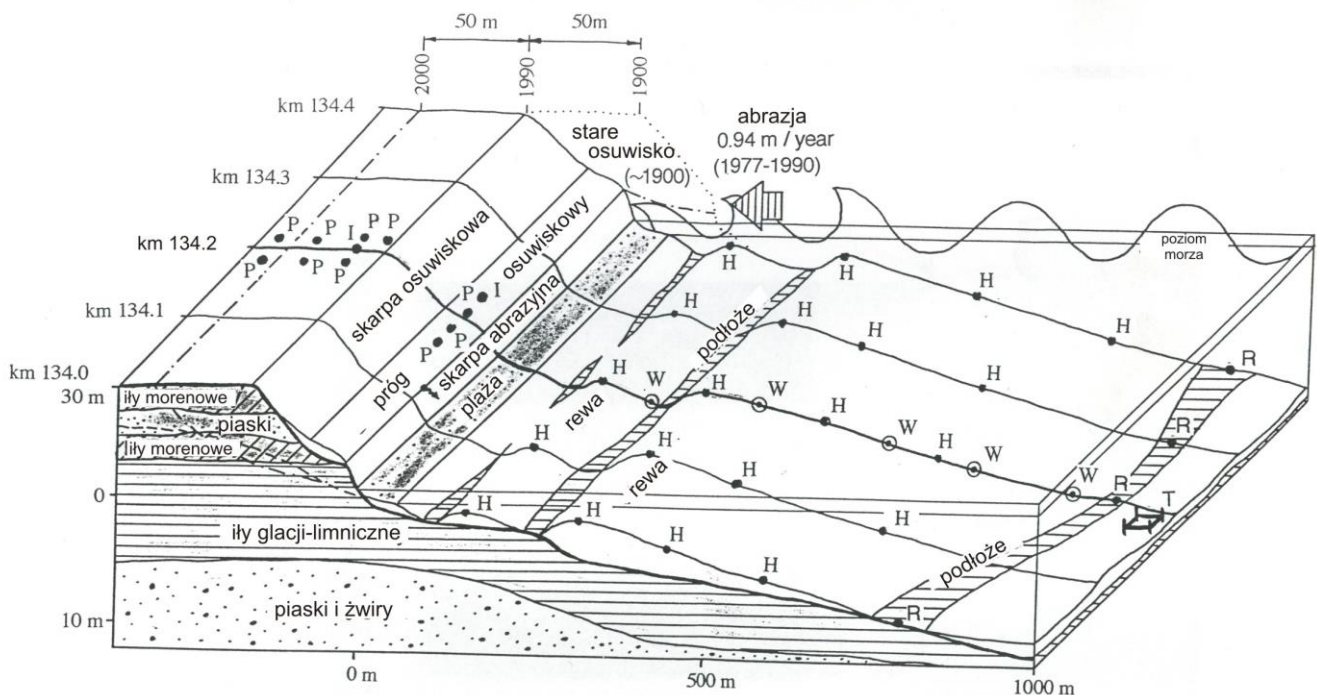 50 m
50m
2000
1990
1900
km 134.4
km 134.3
km 134.2
km 134.1
km 134.0
stare
osuwisko
(~1900)
abrazja
0.94 m / year
(1977-1990)
poziom
morza
P P P I P P
P P P
P P P P I
skarpa osuwiskowa
próg osuwiskowy
skarpa abrazyjna
plaża
rewa
podłoże
rewa
podłoże
H H H H
H H H H
H W H W H W H W W
H H H H
H H H H
R
R
R
T
R
30 m
iły morenowe
piaski
liły morenowe
0
iły glacji-limniczne
10 m
piaski i żwiry
0 m
500 m
1000 m